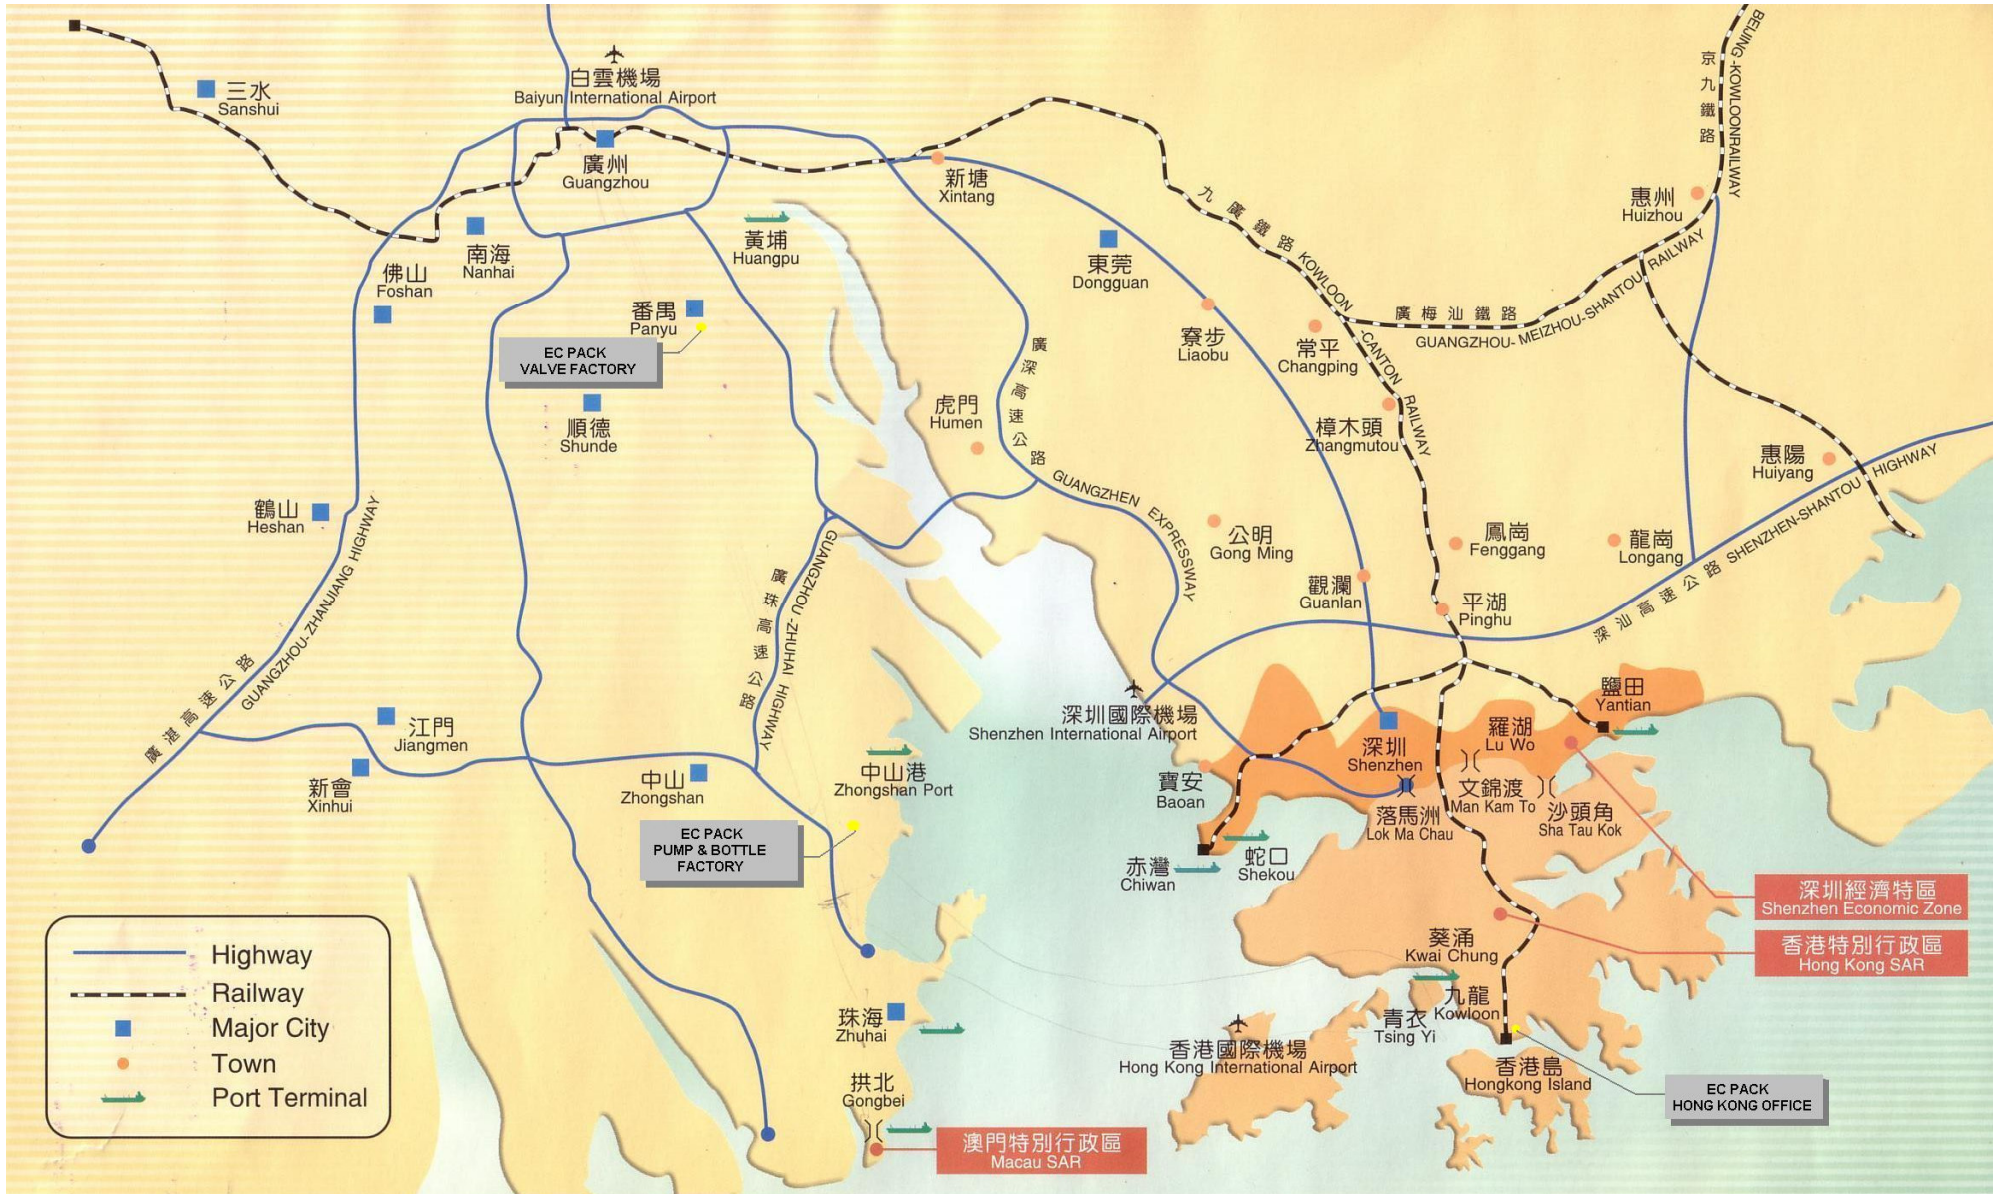 三水
Sanshui
白雲機場
Baiyun International Airport
廣州
Guangzhou
新塘
Xintang
京九鐵路
BEIJING-KOWLOONRAILWAY
惠州
Huizhou
南海
Nanhai
佛山
Foshan
黃埔
Huangpu
東莞
Dongguan
九廣鐵路
KOWLOON-CANTON RAILWAY
廣梅汕鐵路
GUANGZHOU-MEIZHOU-SHANTOU RAILWAY
番禺
Panyu
EC PACK
VALVE FACTORY
寮步
Liaobu
常平
Changping
順德
Shunde
虎門
Humen
廣深高速公路
GUANGZHEN EXPRESSWAY
樟木頭
Zhangmutou
惠陽
Huiyang
鶴山
Heshan
公明
Gong Ming
鳳崗
Fenggang
龍崗
Longang
深汕高速公路
SHENZHEN-SHANTOU HIGHWAY
觀瀾
Guanlan
平湖
Pinghu
廣湛高速公路
GUANGZHOU-ZHANJIANG HIGHWAY
廣珠高速公路
GUANGZHOU-ZHUHAI HIGHWAY
江門
Jiangmen
新會
Xinhui
中山
Zhongshan
中山港
Zhongshan Port
深圳國際機場
Shenzhen International Airport
寶安
Baoan
深圳
Shenzhen
羅湖
Lu Wo
鹽田
Yantian
落馬洲
Lok Ma Chau
文錦渡
Man Kam To
沙頭角
Sha Tau Kok
EC PACK
PUMP & BOTTLE
FACTORY
赤灣
Chiwan
蛇口
Shekou
深圳經濟特區
Shenzhen Economic Zone
香港特別行政區
Hong Kong SAR
葵涌
Kwai Chung
九龍
Kowloon
青衣
Tsing Yi
香港國際機場
Hong Kong International Airport
香港島
Hongkong Island
EC PACK
HONG KONG OFFICE
珠海
Zhuhai
拱北
Gongbei
澳門特別行政區
Macau SAR
Highway
Railway
Major City
Town
Port Terminal